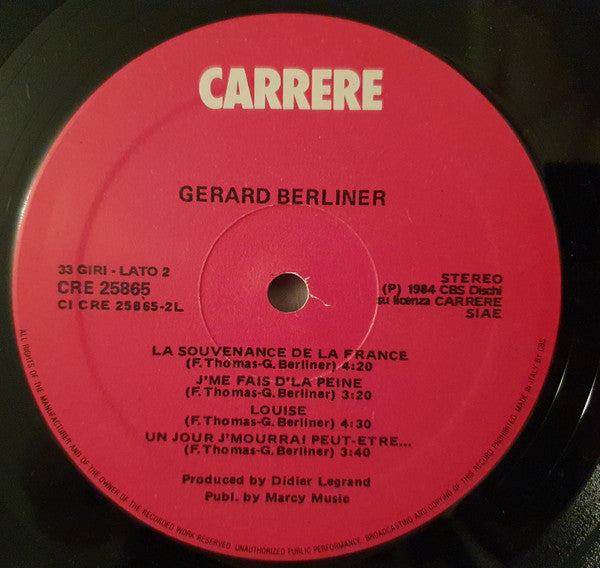 CARRERE
GERARD BERLINER
33 GIRI - LATO 2
CRE 25865
CI CRE 25865-2L
STEREO
(P) 1984 CBS Dischi
su licenza CARRERE
SIAE
LA SOUVENANCE DE LA FRANCE
(F. Thomas-G. Berliner) 4:20
J'ME FAIS D'LA PEINE
(F. Thomas-G. Berliner) 3:20
LOUISE
(F. Thomas-G. Berliner) 4:30
UN JOUR J'MOURRAI PEUT-ETRE...
(F. Thomas-G. Berliner) 3:40
Produced by Didier Legrand
Publ. by Marcy Music
ALL RIGHTS OF THE MANUFACTURER AND OF THE OWNER OF THE RECORDED WORK RESERVED. UNAUTHORIZED PUBLIC PERFORMANCE, BROADCASTING AND COPYING OF THIS RECORD PROHIBITED. MADE IN ITALY BY CBS